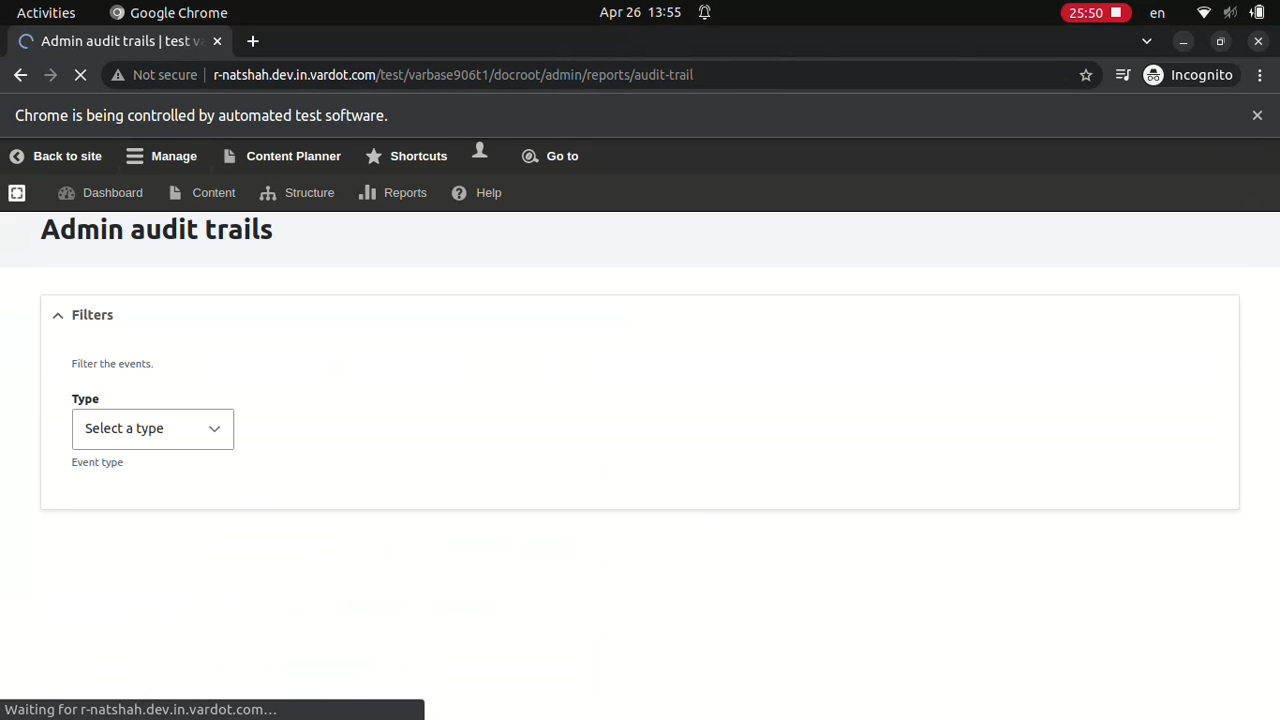 Activities Google Chrome Apr 26 13:55 25:50 en
Admin audit trails | test va
Not secure r-natshah.dev.in.vardot.com/test/varbase906t1/docroot/admin/reports/audit-trail Incognito
Chrome is being controlled by automated test software.
Back to site Manage Content Planner Shortcuts Go to
Dashboard Content Structure Reports Help
Admin audit trails
Filters
Filter the events.
Type
Select a type
Event type
Waiting for r-natshah.dev.in.vardot.com…